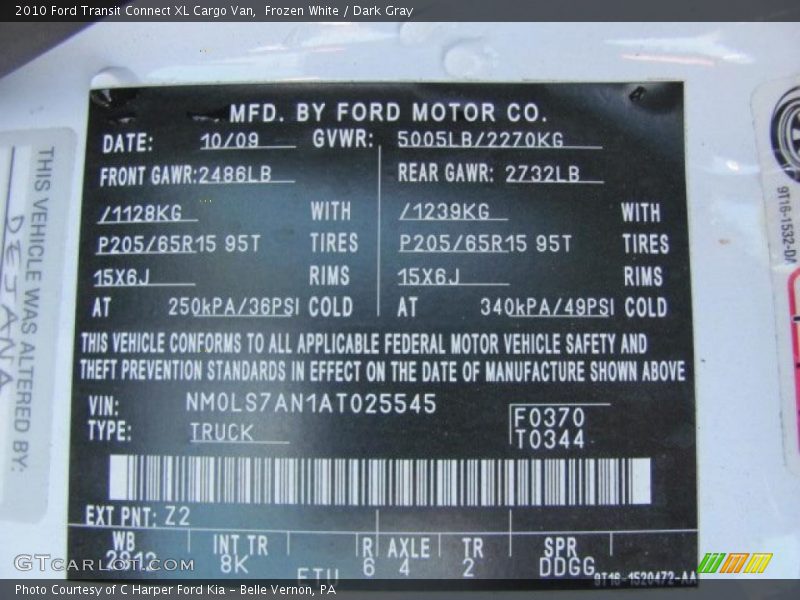 2010 Ford Transit Connect XL Cargo Van,  Frozen White / Dark Gray
MFD. BY FORD MOTOR CO.
DATE: 10/09 GVWR: 5005LB/2270KG
FRONT GAWR: 2486LB REAR GAWR: 2732LB
/1128KG WITH /1239KG WITH
P205/65R15 95T TIRES P205/65R15 95T TIRES
15X6J RIMS 15X6J RIMS
AT 250kPA/36PSI COLD AT 340kPA/49PSI COLD
THIS VEHICLE CONFORMS TO ALL APPLICABLE FEDERAL MOTOR VEHICLE SAFETY AND
THEFT PREVENTION STANDARDS IN EFFECT ON THE DATE OF MANUFACTURE SHOWN ABOVE
VIN: NM0LS7AN1AT025545
TYPE: TRUCK
F0370
T0344
EXT PNT: Z2
WB INT TR R AXLE TR SPR
2912 8K 6 4 2 DDGG
9T16-1520472-AA
THIS VEHICLE WAS ALTERED BY:
DEJANA
GTCarLot.com
Photo Courtesy of C Harper Ford Kia - Belle Vernon, PA